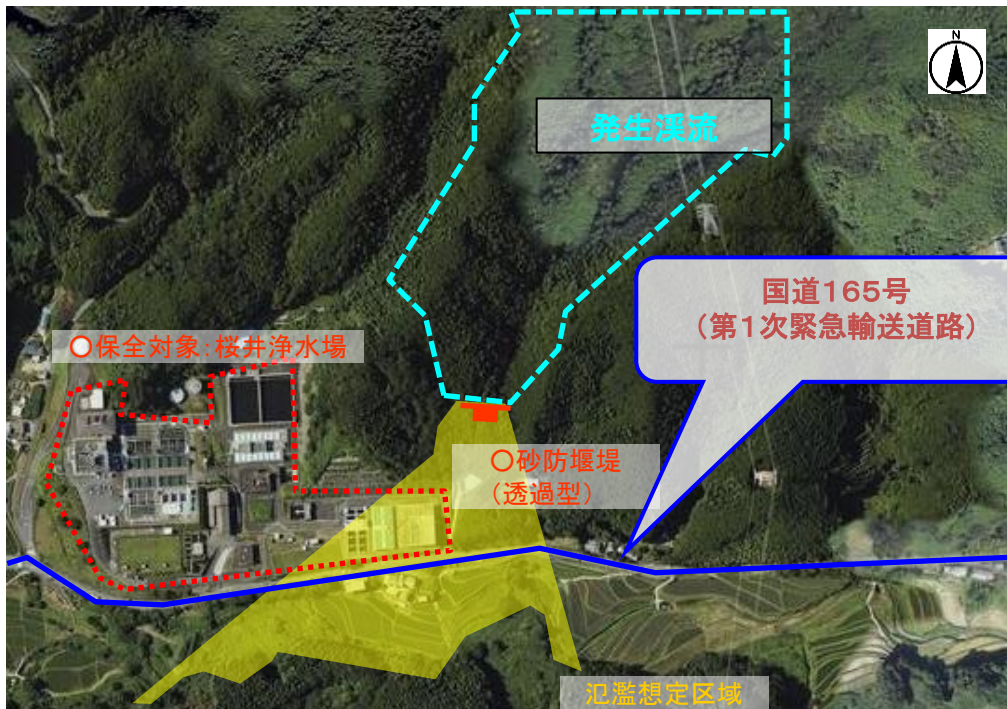 N
発生渓流
国道165号
(第1次緊急輸送道路)
○保全対象:桜井浄水場
○砂防堰堤
(透過型)
氾濫想定区域